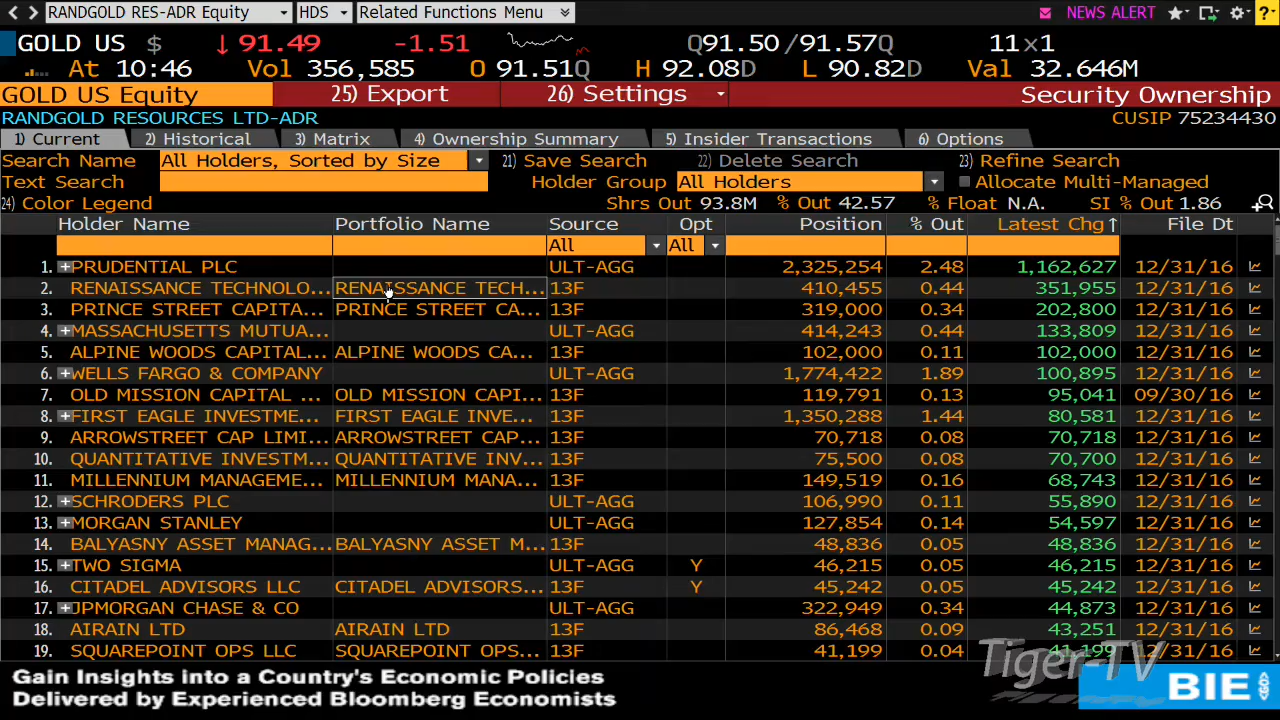 RANDGOLD RES-ADR Equity HDS Related Functions Menu NEWS ALERT
GOLD US $ ↓ 91.49 -1.51 Q91.50 /91.57Q 11×1
At 10:46 Vol 356,585 O 91.51Q H 92.08D L 90.82D Val 32.646M
GOLD US Equity 25) Export 26) Settings Security Ownership
RANDGOLD RESOURCES LTD-ADR CUSIP 75234430
1) Current 2) Historical 3) Matrix 4) Ownership Summary 5) Insider Transactions 6) Options
Search Name All Holders, Sorted by Size 21) Save Search 22) Delete Search 23) Refine Search
Text Search Holder Group All Holders Allocate Multi-Managed
24) Color Legend Shrs Out 93.8M % Out 42.57 % Float N.A. SI % Out 1.86
Holder Name Portfolio Name Source Opt Position % Out Latest Chg ↑ File Dt
All All
1. PRUDENTIAL PLC ULT-AGG 2,325,254 2.48 1,162,627 12/31/16
2. RENAISSANCE TECHNOLO... RENAISSANCE TECH... 13F 410,455 0.44 351,955 12/31/16
3. PRINCE STREET CAPITA... PRINCE STREET CA... 13F 319,000 0.34 202,800 12/31/16
4. MASSACHUSETTS MUTUA... ULT-AGG 414,243 0.44 133,809 12/31/16
5. ALPINE WOODS CAPITAL... ALPINE WOODS CA... 13F 102,000 0.11 102,000 12/31/16
6. WELLS FARGO & COMPANY ULT-AGG 1,774,422 1.89 100,895 12/31/16
7. OLD MISSION CAPITAL ... OLD MISSION CAPI... 13F 119,791 0.13 95,041 09/30/16
8. FIRST EAGLE INVESTME... FIRST EAGLE INVE... 13F 1,350,288 1.44 80,581 12/31/16
9. ARROWSTREET CAP LIMI... ARROWSTREET CAP... 13F 70,718 0.08 70,718 12/31/16
10. QUANTITATIVE INVESTM... QUANTITATIVE INV... 13F 75,500 0.08 70,700 12/31/16
11. MILLENNIUM MANAGEME... MILLENNIUM MANA... 13F 149,519 0.16 68,743 12/31/16
12. SCHRODERS PLC ULT-AGG 106,990 0.11 55,890 12/31/16
13. MORGAN STANLEY ULT-AGG 127,854 0.14 54,597 12/31/16
14. BALYASNY ASSET MANAG... BALYASNY ASSET M... 13F 48,836 0.05 48,836 12/31/16
15. TWO SIGMA ULT-AGG Y 46,215 0.05 46,215 12/31/16
16. CITADEL ADVISORS LLC CITADEL ADVISORS... 13F Y 45,242 0.05 45,242 12/31/16
17. JPMORGAN CHASE & CO ULT-AGG 322,949 0.34 44,873 12/31/16
18. AIRAIN LTD AIRAIN LTD 13F 86,468 0.09 43,251 12/31/16
19. SQUAREPOINT OPS LLC SQUAREPOINT OPS... 13F 41,199 0.04 41,199 12/31/16
Tiger-TV
Gain Insights into a Country's Economic Policies
Delivered by Experienced Bloomberg Economists
BIE